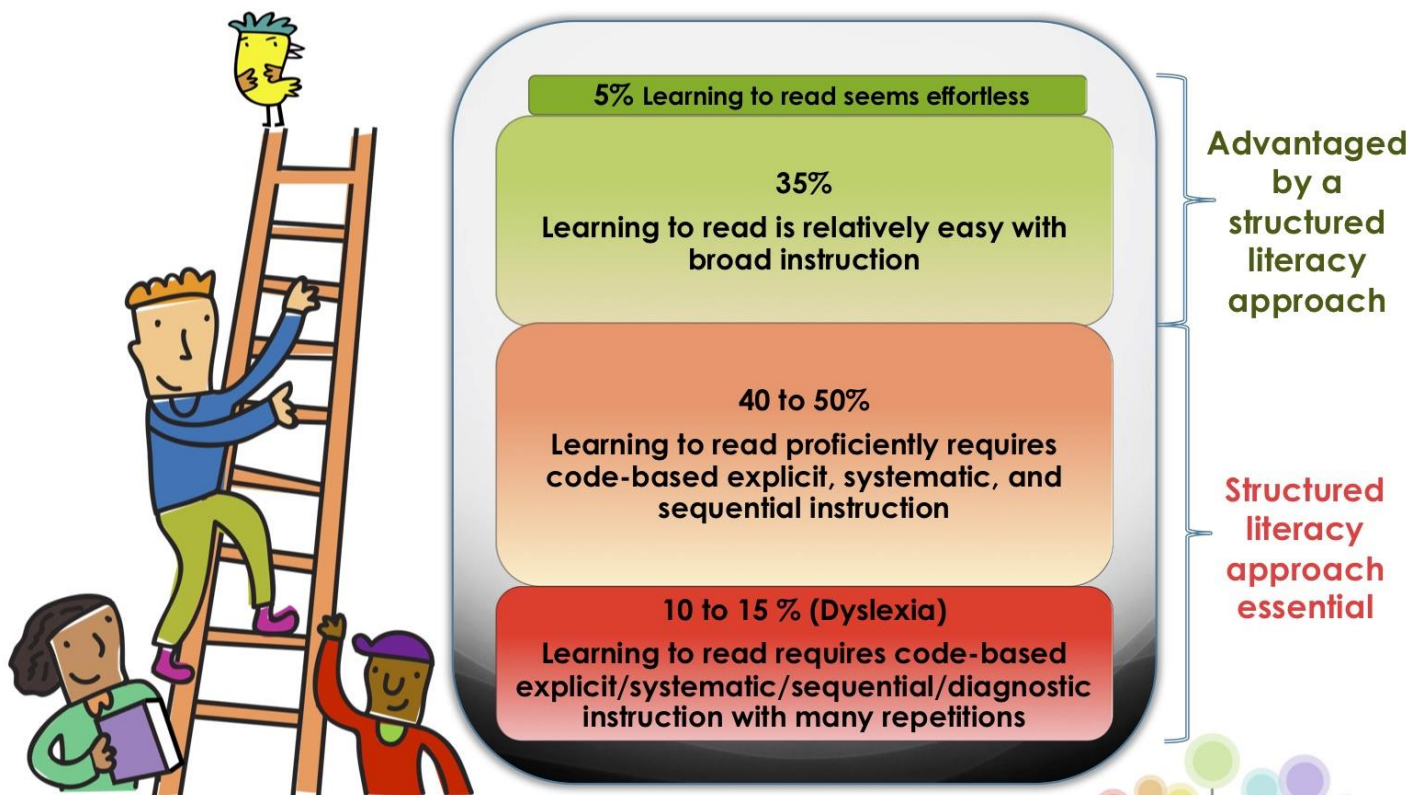 5% Learning to read seems effortless
35%
Learning to read is relatively easy with
broad instruction
40 to 50%
Learning to read proficiently requires
code-based explicit, systematic, and
sequential instruction
10 to 15 % (Dyslexia)
Learning to read requires code-based
explicit/systematic/sequential/diagnostic
instruction with many repetitions
Advantaged
by a
structured
literacy
approach
Structured
literacy
approach
essential